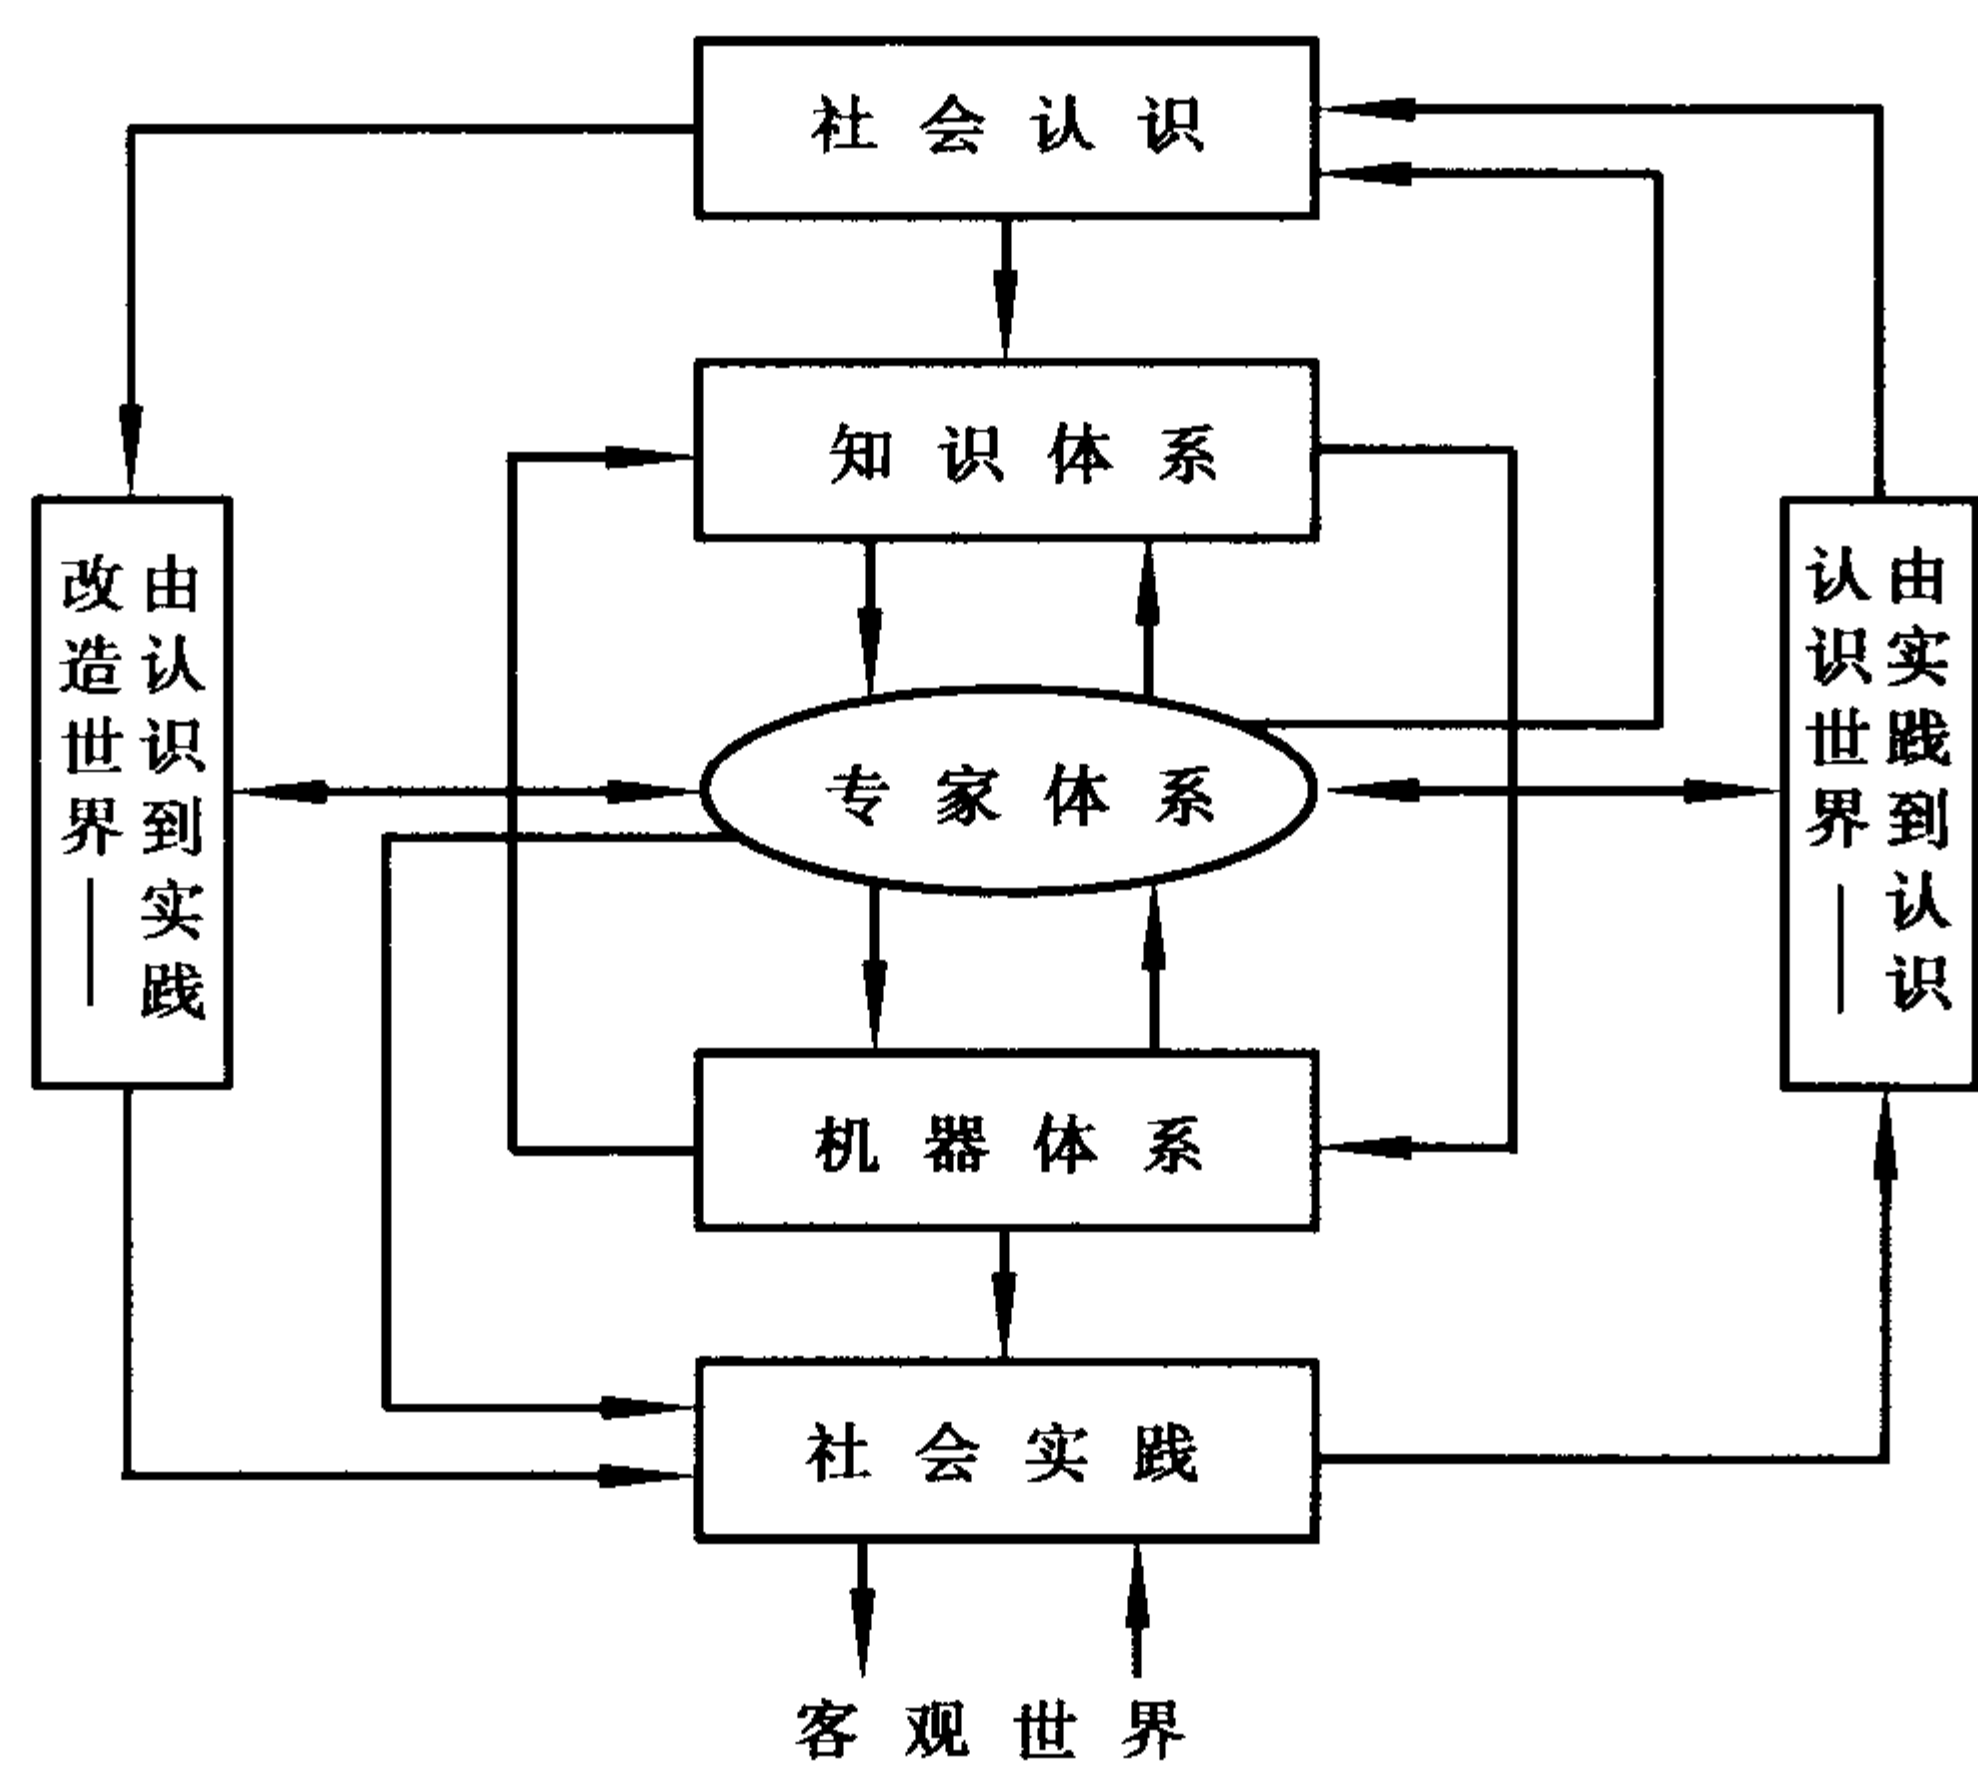 社会认识
知识体系
由认识到实践
改造世界——
专家体系
由实践到认识
认识世界——
机器体系
社会实践
客观世界